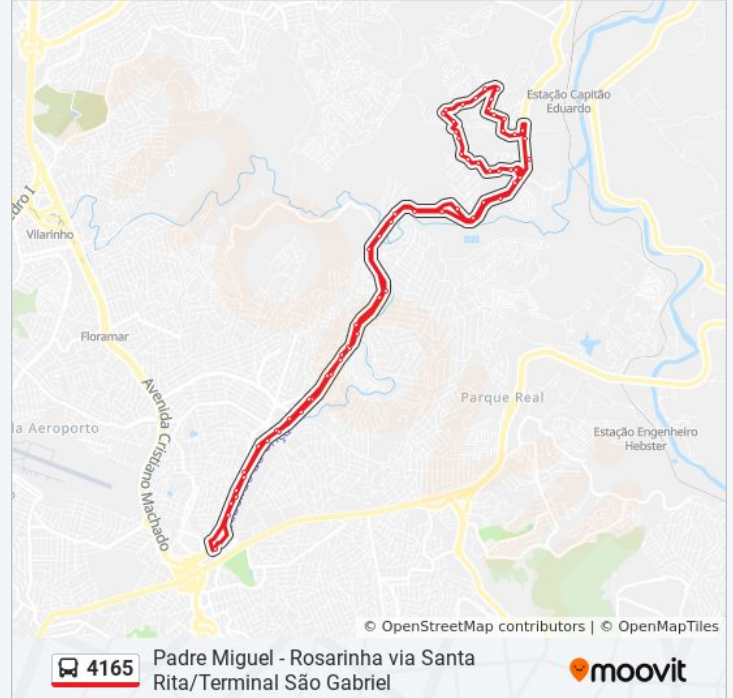 Estação Capitão
Eduardo
dro I
Vilarinho
Floramar
Avenida Cristiano Machado
la Aeroporto
Parque Real
Estação Engenheiro
Hebster
© OpenStreetMap contributors | © OpenMapTiles
4165
Padre Miguel - Rosarinha via Santa
Rita/Terminal São Gabriel
moovit